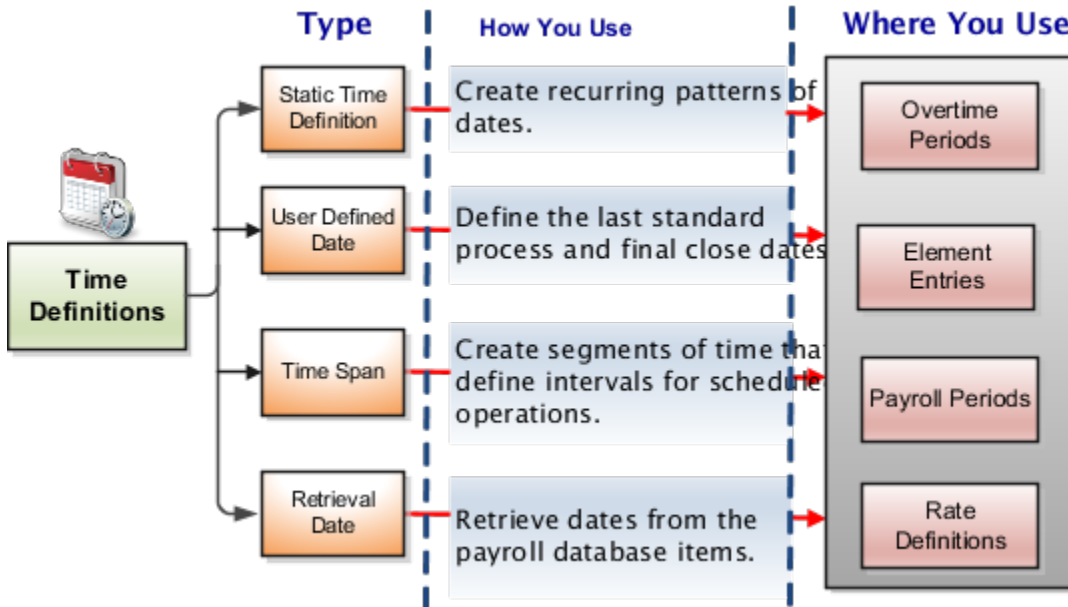 Type
How You Use
Where You Use
Static Time
Definition
Create recurring patterns of
dates.
Overtime
Periods
User Defined
Date
Define the last standard
process and final close dates
Element
Entries
Time
Definitions
Time Span
Create segments of time that
define intervals for schedule
operations.
Payroll Periods
Retrieval
Date
Retrieve dates from the
payroll database items.
Rate
Definitions